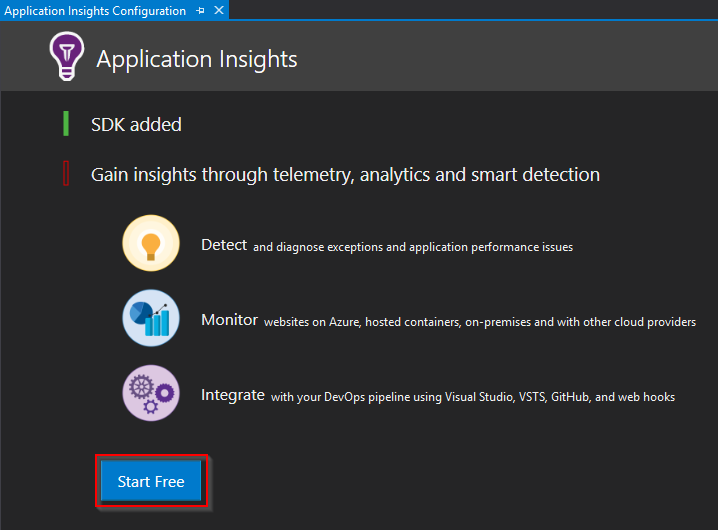 Application Insights Configuration
Application Insights
SDK added
Gain insights through telemetry, analytics and smart detection
Detect and diagnose exceptions and application performance issues
Monitor websites on Azure, hosted containers, on-premises and with other cloud providers
Integrate with your DevOps pipeline using Visual Studio, VSTS, GitHub, and web hooks
Start Free